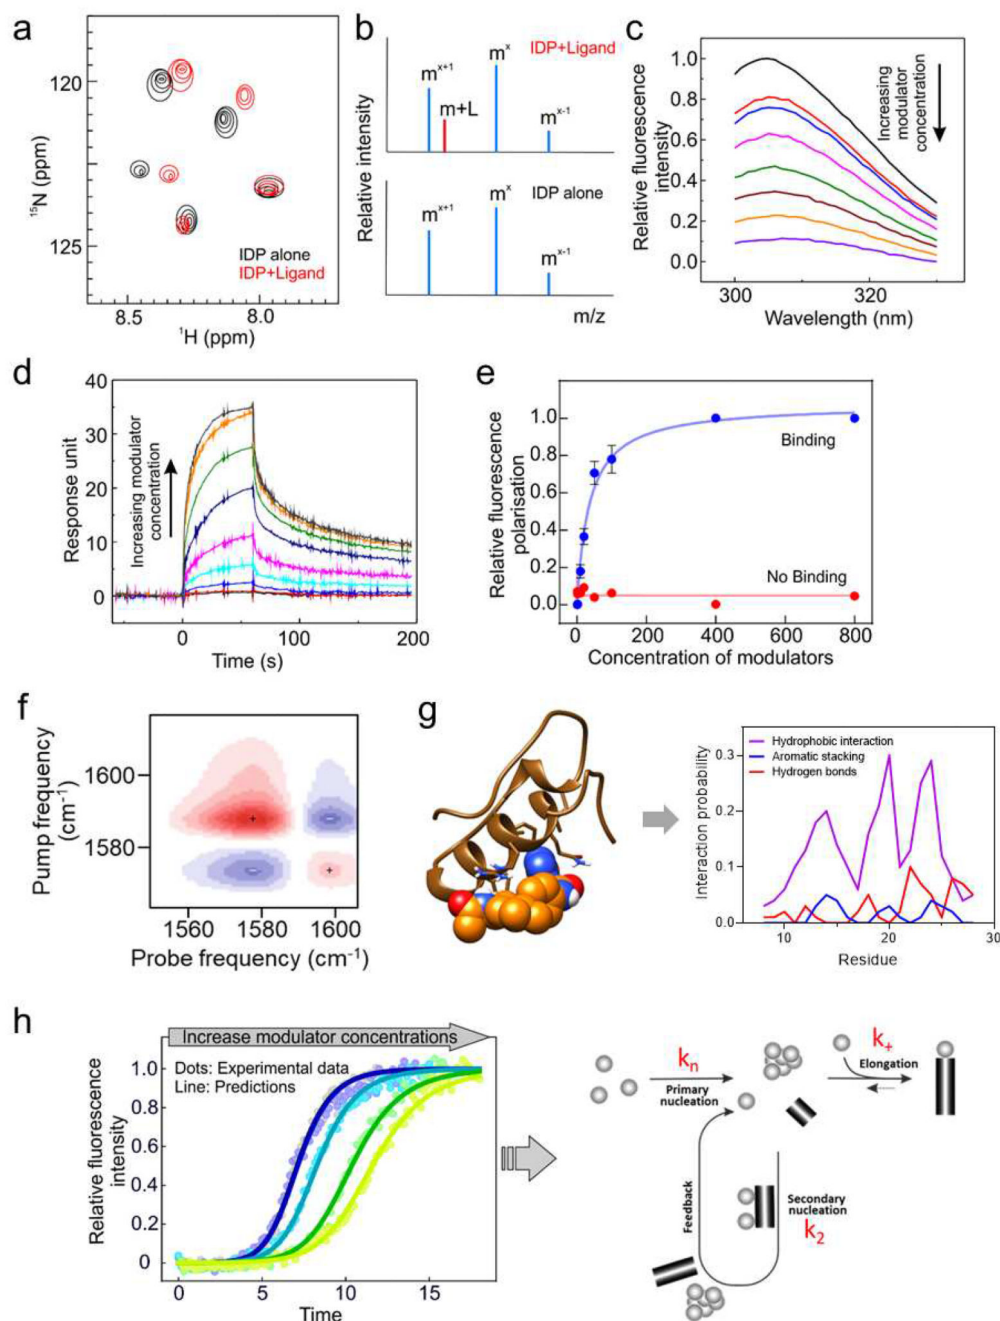 a
15N (ppm)
120
125
8.5
8.0
1H (ppm)
IDP alone
IDP+Ligand
b
Relative intensity
IDP+Ligand
mx+1
m+L
mx
mx-1
IDP alone
mx+1
mx
mx-1
m/z
c
Relative fluorescence
intensity
1.0
0.8
0.6
0.4
0.2
0.0
Increasing
modulator
concentration
300
320
Wavelength (nm)
d
Response unit
40
30
20
10
0
Increasing modulator
concentration
0
100
200
Time (s)
e
Relative fluorescence
polarisation
1.0
0.8
0.6
0.4
0.2
0.0
Binding
No Binding
0
200
400
600
800
Concentration of modulators
f
Pump frequency
(cm-1)
1600
1580
1560
1580
1600
Probe frequency (cm-1)
g
Interaction probability
0.3
0.2
0.1
0.0
Hydrophobic interaction
Aromatic stacking
Hydrogen bonds
10
20
30
Residue
h
Increase modulator concentrations
Dots: Experimental data
Line: Predictions
Relative fluorescence
intensity
1.0
0.8
0.6
0.4
0.2
0
0
5
10
15
Time
kn
Primary
nucleation
k+
Elongation
Feedback
Secondary
nucleation
k2